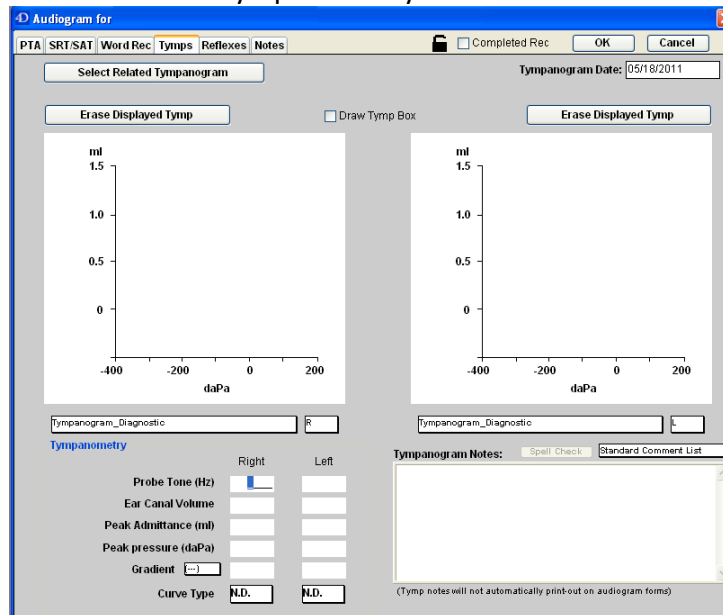 Audiogram for
PTA SRT/SAT Word Rec Tymps Reflexes Notes Completed Rec OK Cancel
Select Related Tympanogram Tympanogram Date: 05/18/2011
Erase Displayed Tymp Draw Tymp Box Erase Displayed Tymp
ml ml
1.5 1.5
1.0 1.0
0.5 0.5
0 0
-400 -200 0 200 -400 -200 0 200
daPa daPa
Tympanogram_Diagnostic R Tympanogram_Diagnostic L
Tympanometry
Tympanogram Notes: Spell Check Standard Comment List
Right Left
Probe Tone (Hz)
Ear Canal Volume
Peak Admittance (ml)
Peak pressure (daPa)
Gradient (---)
Curve Type N.D. N.D.
(Tymp notes will not automatically print-out on audiogram forms)